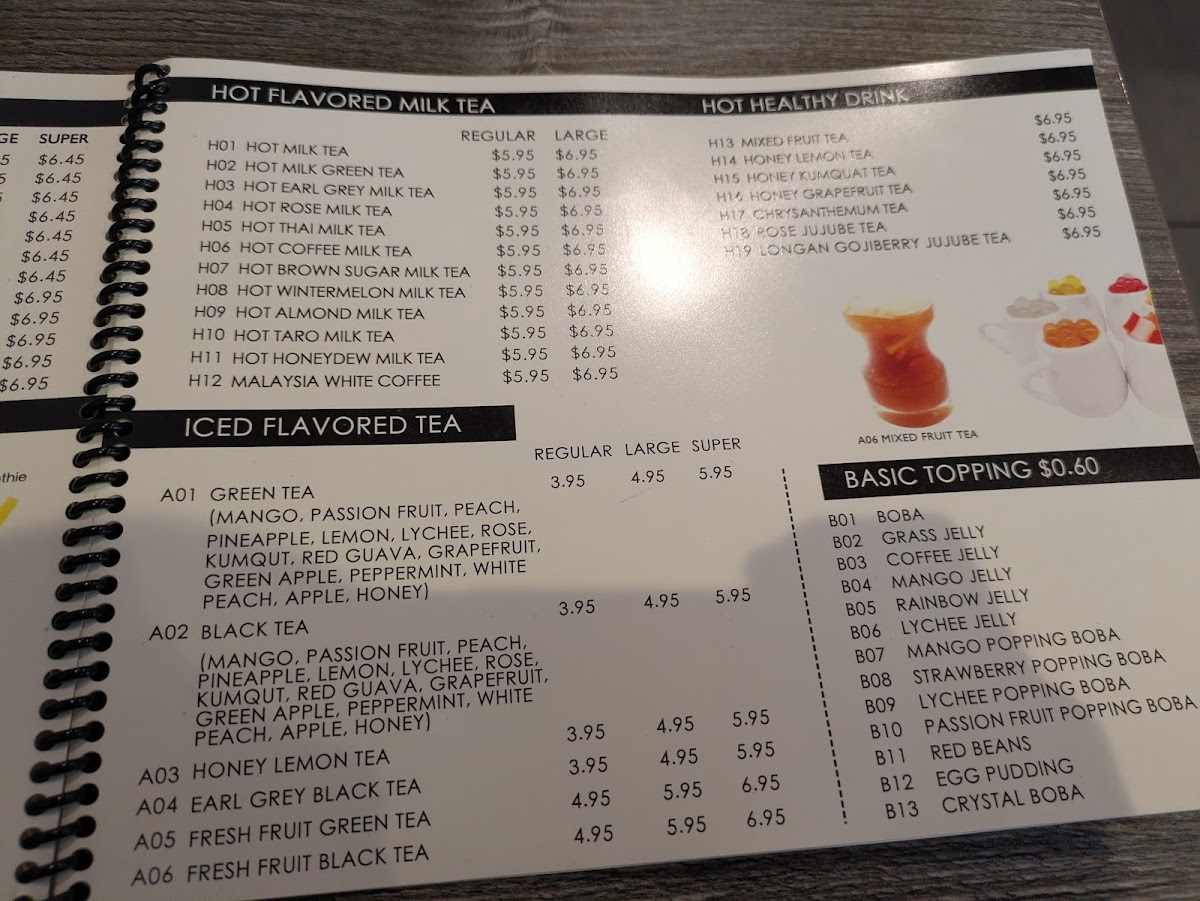 GE SUPER
5 $6.45
5 $6.45
5 $6.45
$6.45
$6.45
$6.45
$6.45
$6.95
$6.95
$6.95
$6.95
$6.95
thie
HOT FLAVORED MILK TEA
REGULAR LARGE
H01 HOT MILK TEA $5.95 $6.95
H02 HOT MILK GREEN TEA $5.95 $6.95
H03 HOT EARL GREY MILK TEA $5.95 $6.95
H04 HOT ROSE MILK TEA $5.95 $6.95
H05 HOT THAI MILK TEA $5.95 $6.95
H06 HOT COFFEE MILK TEA $5.95 $6.95
H07 HOT BROWN SUGAR MILK TEA $5.95 $6.95
H08 HOT WINTERMELON MILK TEA $5.95 $6.95
H09 HOT ALMOND MILK TEA $5.95 $6.95
H10 HOT TARO MILK TEA $5.95 $6.95
H11 HOT HONEYDEW MILK TEA $5.95 $6.95
H12 MALAYSIA WHITE COFFEE $5.95 $6.95
HOT HEALTHY DRINK
H13 MIXED FRUIT TEA $6.95
H14 HONEY LEMON TEA $6.95
H15 HONEY KUMQUAT TEA $6.95
H16 HONEY GRAPEFRUIT TEA $6.95
H17 CHRYSANTHEMUM TEA $6.95
H18 ROSE JUJUBE TEA $6.95
H19 LONGAN GOJIBERRY JUJUBE TEA $6.95
A06 MIXED FRUIT TEA
ICED FLAVORED TEA
REGULAR LARGE SUPER
A01 GREEN TEA 3.95 4.95 5.95
(MANGO, PASSION FRUIT, PEACH,
PINEAPPLE, LEMON, LYCHEE, ROSE,
KUMQUT, RED GUAVA, GRAPEFRUIT,
GREEN APPLE, PEPPERMINT, WHITE
PEACH, APPLE, HONEY)
A02 BLACK TEA 3.95 4.95 5.95
(MANGO, PASSION FRUIT, PEACH,
PINEAPPLE, LEMON, LYCHEE, ROSE,
KUMQUT, RED GUAVA, GRAPEFRUIT,
GREEN APPLE, PEPPERMINT, WHITE
PEACH, APPLE, HONEY)
A03 HONEY LEMON TEA 3.95 4.95 5.95
A04 EARL GREY BLACK TEA 3.95 4.95 5.95
A05 FRESH FRUIT GREEN TEA 4.95 5.95 6.95
A06 FRESH FRUIT BLACK TEA 4.95 5.95 6.95
BASIC TOPPING $0.60
B01 BOBA
B02 GRASS JELLY
B03 COFFEE JELLY
B04 MANGO JELLY
B05 RAINBOW JELLY
B06 LYCHEE JELLY
B07 MANGO POPPING BOBA
B08 STRAWBERRY POPPING BOBA
B09 LYCHEE POPPING BOBA
B10 PASSION FRUIT POPPING BOBA
B11 RED BEANS
B12 EGG PUDDING
B13 CRYSTAL BOBA